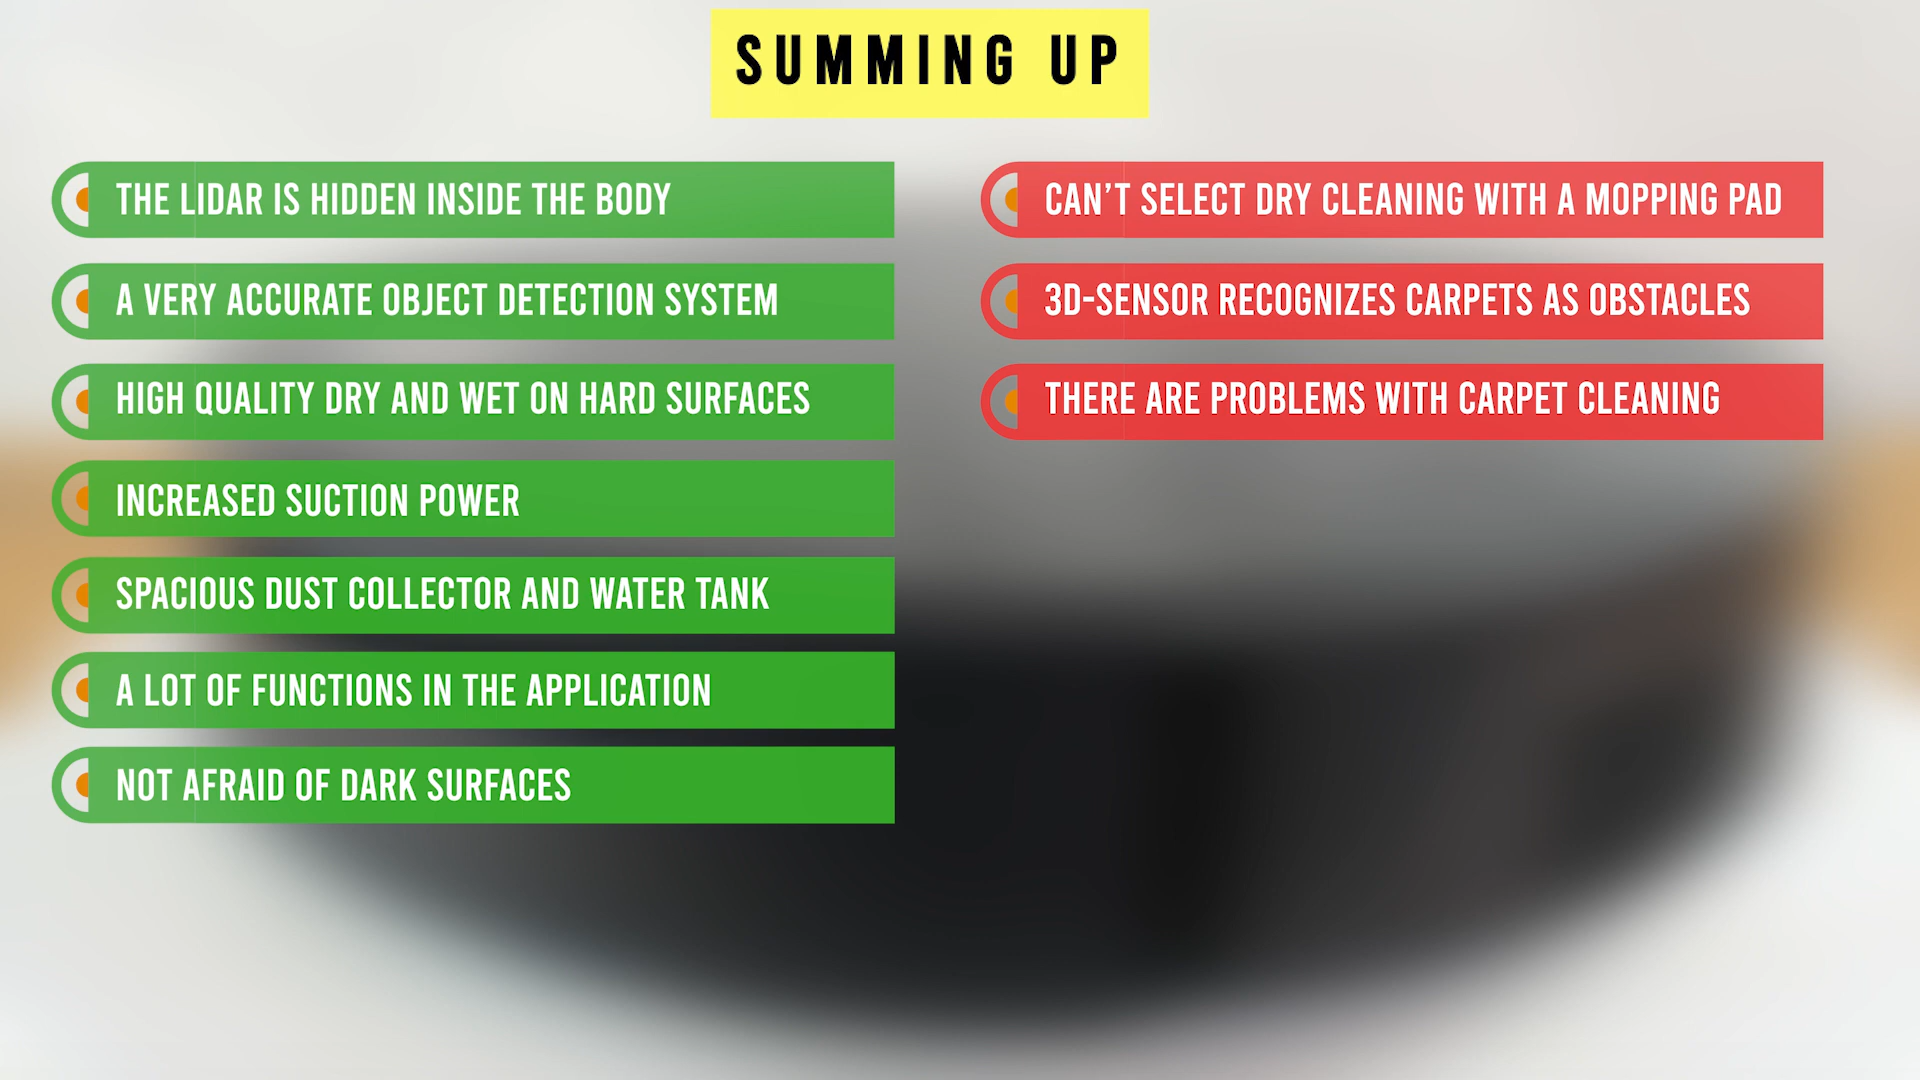 SUMMING UP
THE LIDAR IS HIDDEN INSIDE THE BODY
A VERY ACCURATE OBJECT DETECTION SYSTEM
HIGH QUALITY DRY AND WET ON HARD SURFACES
INCREASED SUCTION POWER
SPACIOUS DUST COLLECTOR AND WATER TANK
A LOT OF FUNCTIONS IN THE APPLICATION
NOT AFRAID OF DARK SURFACES
CAN'T SELECT DRY CLEANING WITH A MOPPING PAD
3D-SENSOR RECOGNIZES CARPETS AS OBSTACLES
THERE ARE PROBLEMS WITH CARPET CLEANING